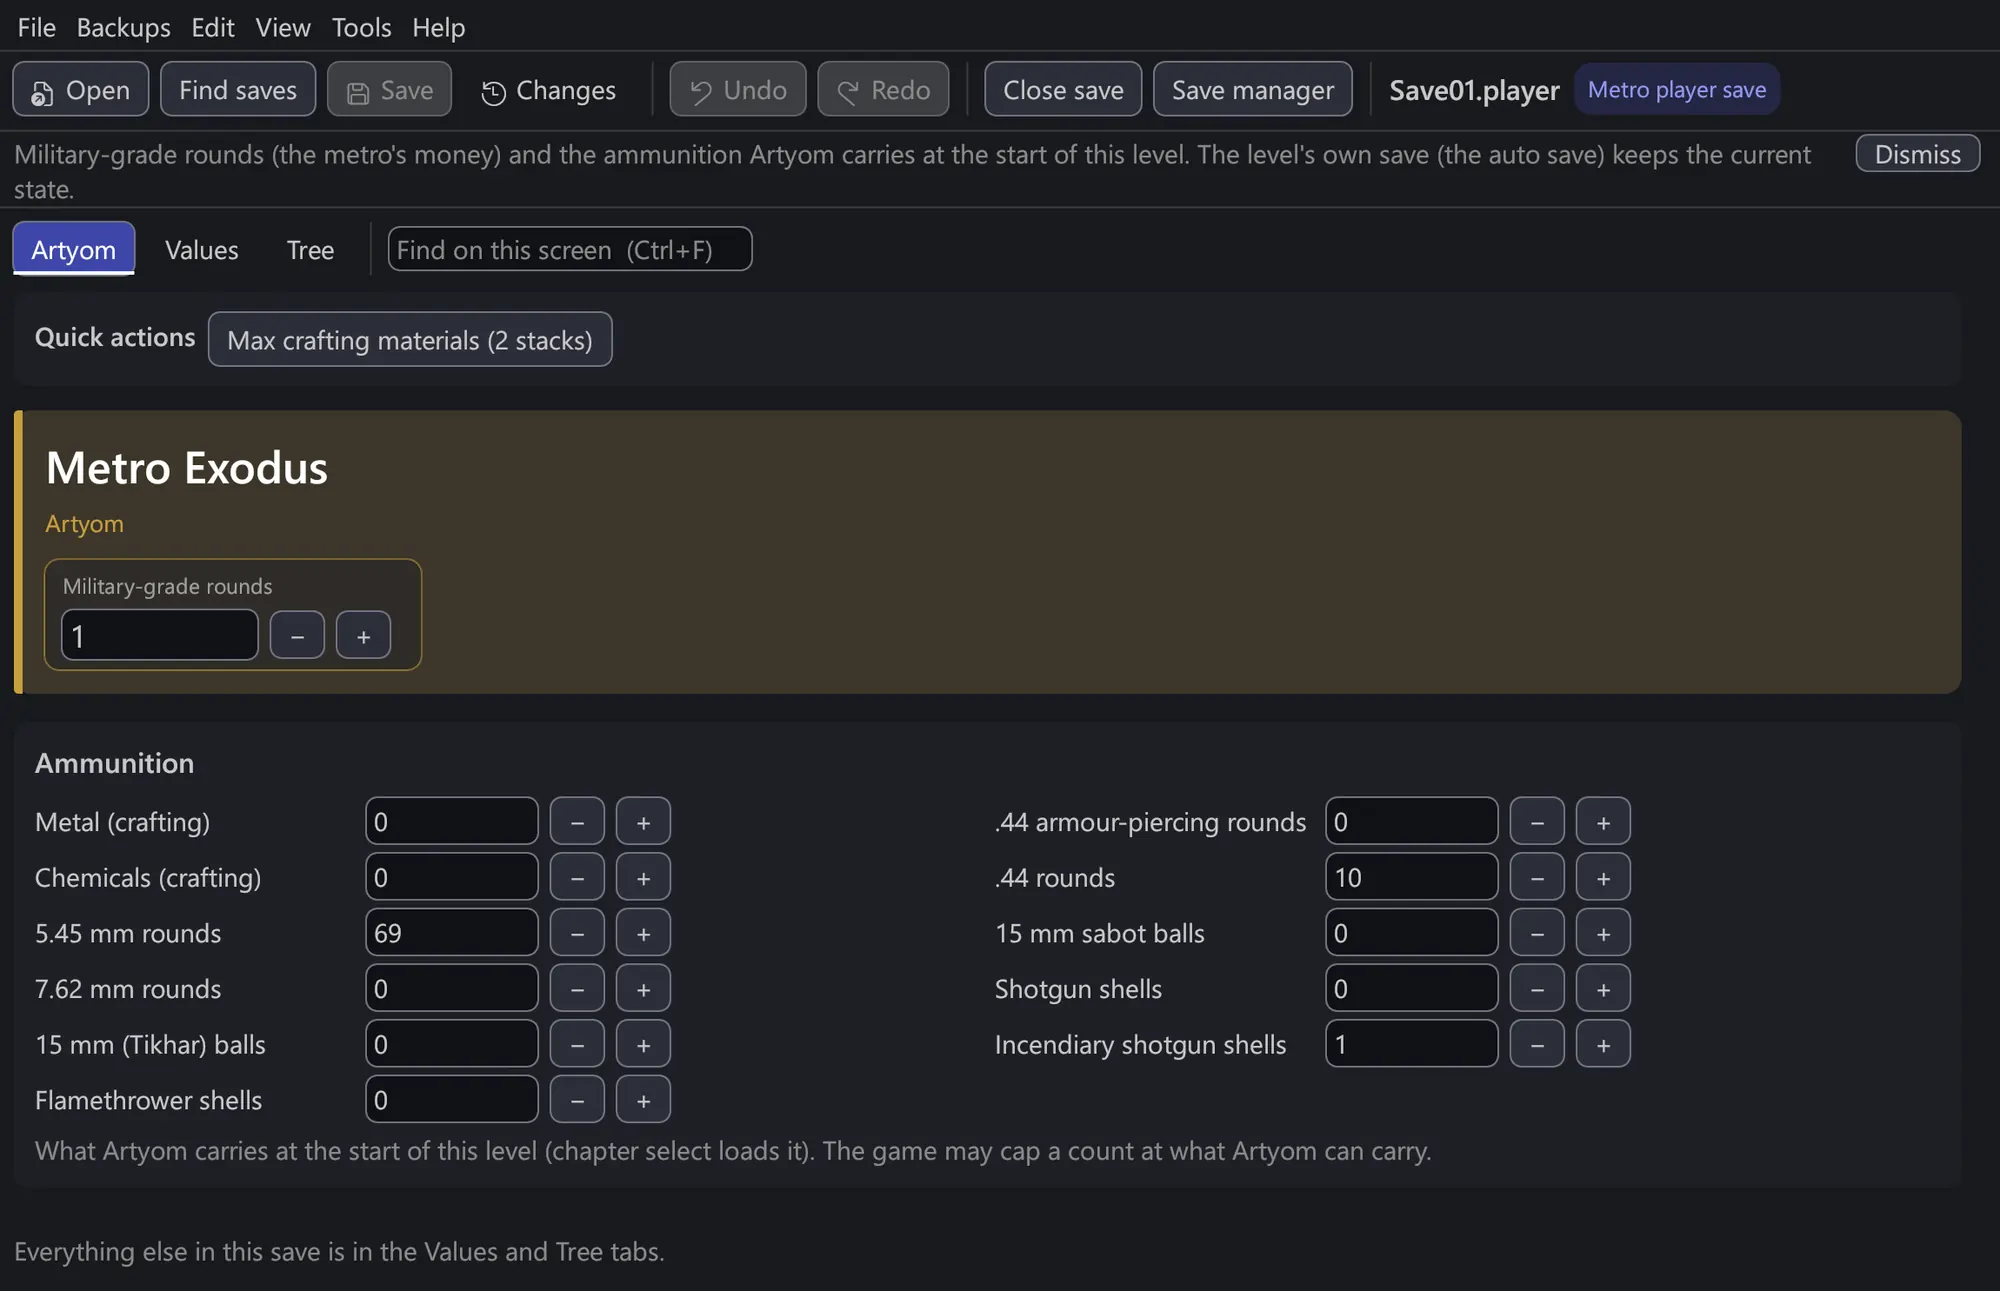 File Backups Edit View Tools Help
Open Find saves Save Changes Undo Redo Close save Save manager Save01.player Metro player save
Military-grade rounds (the metro's money) and the ammunition Artyom carries at the start of this level. The level's own save (the auto save) keeps the current
state.
Dismiss
Artyom Values Tree Find on this screen (Ctrl+F)
Quick actions Max crafting materials (2 stacks)
Metro Exodus
Artyom
Military-grade rounds
1 – +
Ammunition
Metal (crafting) 0 – +
Chemicals (crafting) 0 – +
5.45 mm rounds 69 – +
7.62 mm rounds 0 – +
15 mm (Tikhar) balls 0 – +
Flamethrower shells 0 – +
.44 armour-piercing rounds 0 – +
.44 rounds 10 – +
15 mm sabot balls 0 – +
Shotgun shells 0 – +
Incendiary shotgun shells 1 – +
What Artyom carries at the start of this level (chapter select loads it). The game may cap a count at what Artyom can carry.
Everything else in this save is in the Values and Tree tabs.